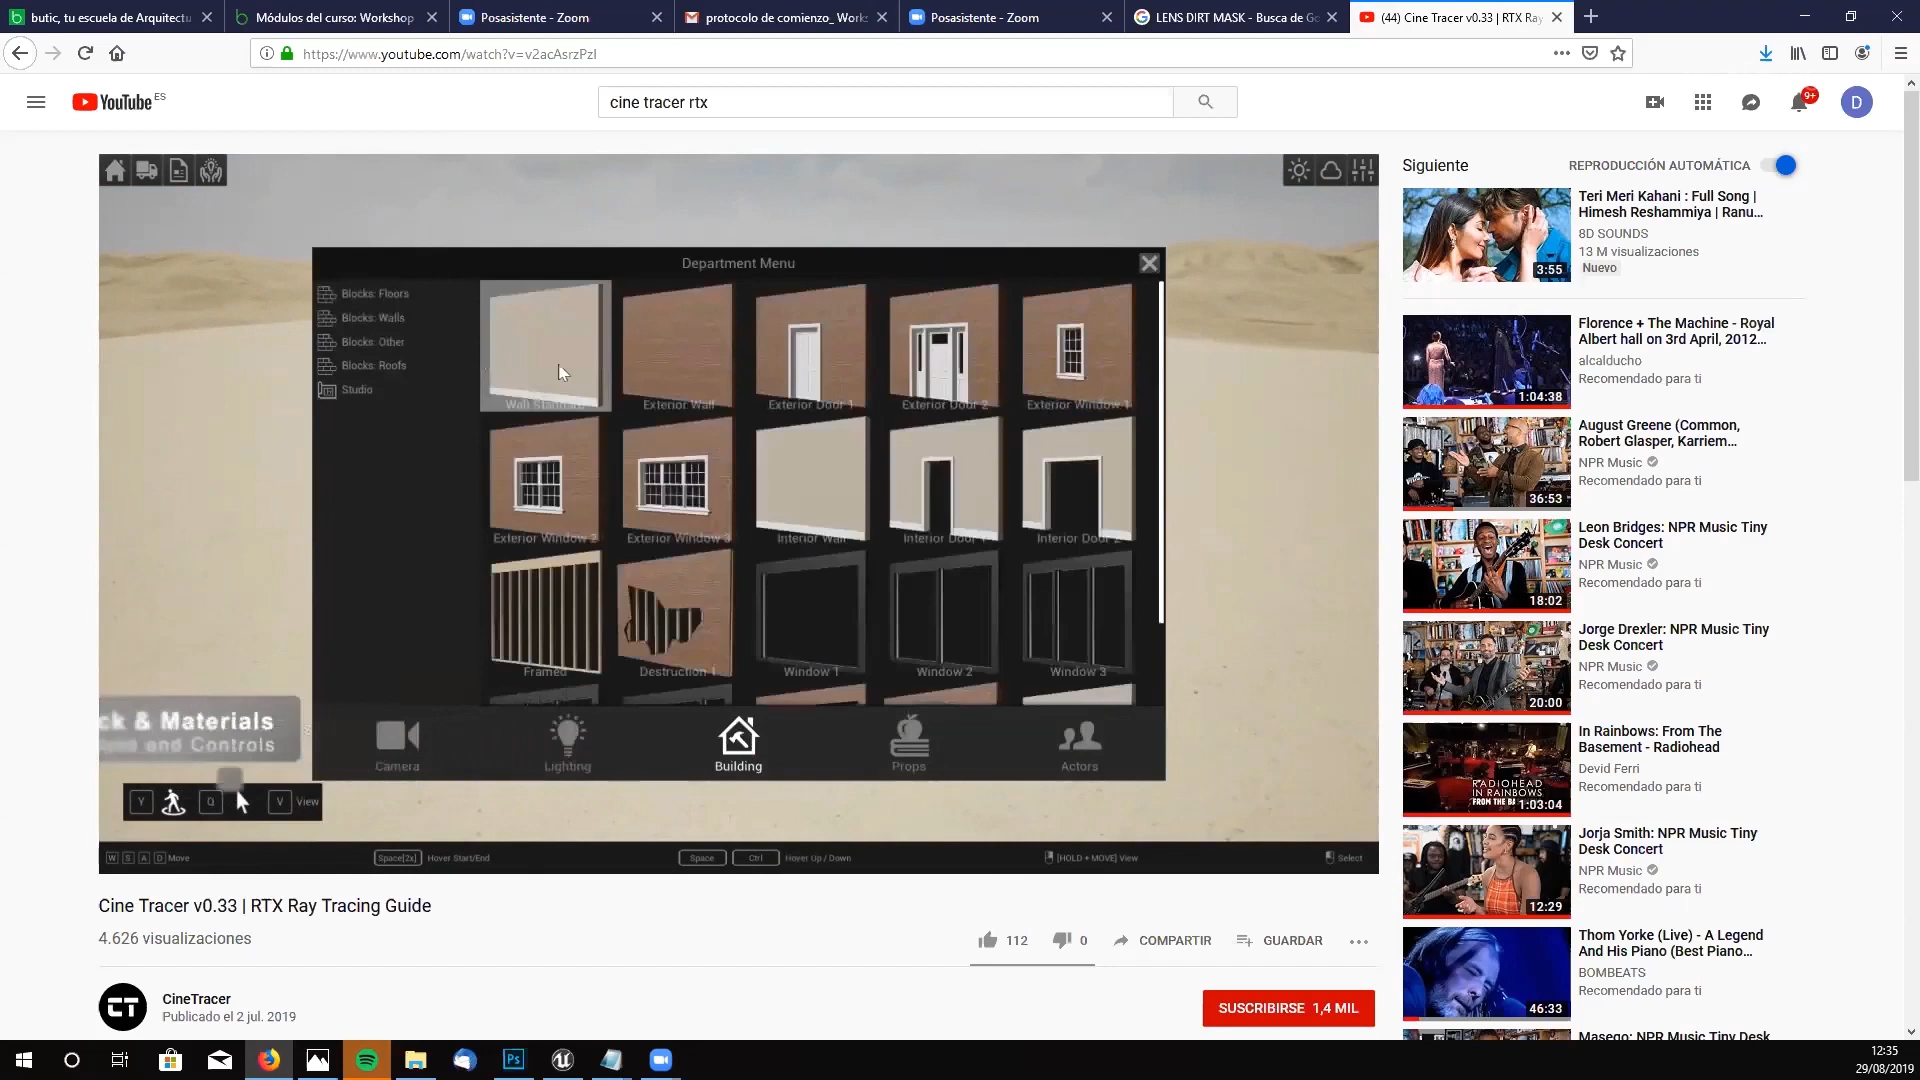 butic, tu escuela de Arquitectu
Módulos del curso: Workshop
Posasistente - Zoom
protocolo de comienzo_ Work
Posasistente - Zoom
LENS DIRT MASK - Busca de Go
(44) Cine Tracer v0.33 | RTX Ray
https://www.youtube.com/watch?v=v2acAsrzPzI
YouTube ES
cine tracer rtx
9+
D
Department Menu
Blocks: Floors
Blocks: Walls
Blocks: Other
Blocks: Roofs
Studio
Wall Standard
Exterior Wall
Exterior Door 1
Exterior Door 2
Exterior Window 1
Exterior Window 2
Exterior Window 3
Interior Wall
Interior Door 1
Interior Door 2
Framed
Destruction 1
Window 1
Window 2
Window 3
Camera
Lighting
Building
Props
Actors
ck & Materials
and Controls
Y
Q
V View
W S A D Move
Space[2x] Hover Start/End
Space Ctrl Hover Up / Down
[HOLD + MOVE] View
Select
Cine Tracer v0.33 | RTX Ray Tracing Guide
4.626 visualizaciones
112
0
COMPARTIR
GUARDAR
CT
CineTracer
Publicado el 2 jul. 2019
SUSCRIBIRSE 1,4 MIL
Siguiente
REPRODUCCIÓN AUTOMÁTICA
Teri Meri Kahani : Full Song |
Himesh Reshammiya | Ranu...
8D SOUNDS
13 M visualizaciones
Nuevo
3:55
Florence + The Machine - Royal
Albert hall on 3rd April, 2012...
alcalducho
Recomendado para ti
1:04:38
August Greene (Common,
Robert Glasper, Karriem...
NPR Music
Recomendado para ti
36:53
Leon Bridges: NPR Music Tiny
Desk Concert
NPR Music
Recomendado para ti
18:02
Jorge Drexler: NPR Music Tiny
Desk Concert
NPR Music
Recomendado para ti
20:00
In Rainbows: From The
Basement - Radiohead
Devid Ferri
Recomendado para ti
RADIOHEAD
IN RAINBOWS
FROM THE BA
1:03:04
Jorja Smith: NPR Music Tiny
Desk Concert
NPR Music
Recomendado para ti
12:29
Thom Yorke (Live) - A Legend
And His Piano (Best Piano...
BOMBEATS
Recomendado para ti
46:33
Masego: NPR Music Tiny Desk
Ps
12:35
29/08/2019